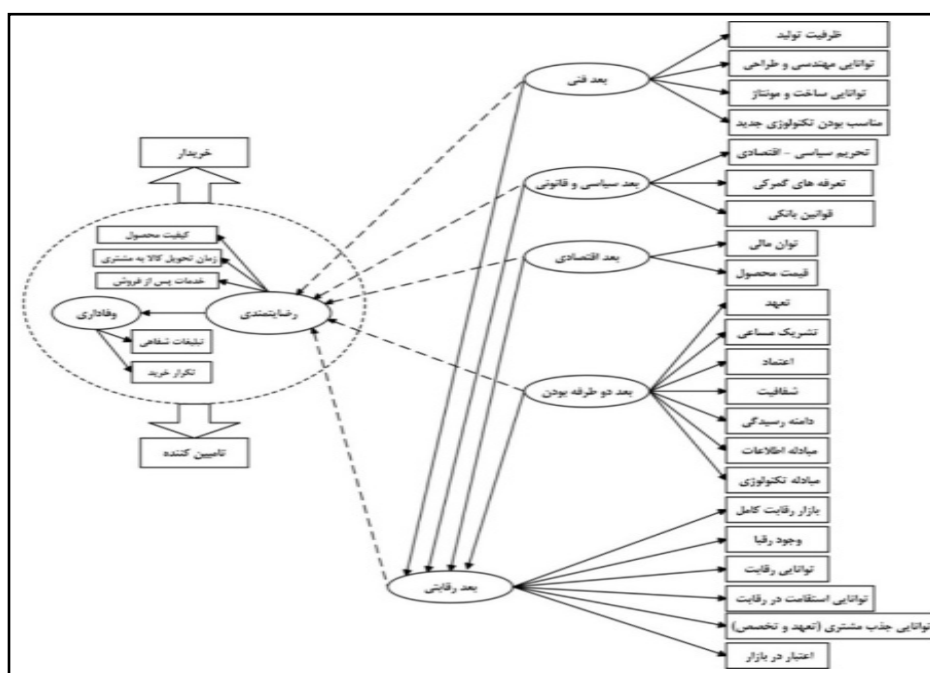 ظرفیت تولید
توانایی مهندسی و طراحی
توانایی ساخت و مونتاژ
مناسب بودن تکنولوژی جدید
بعد فنی
تحریم سیاسی - اقتصادی
تعرفه های گمرکی
قوانین بانکی
بعد سیاسی و قانونی
توان مالی
قیمت محصول
بعد اقتصادی
تعهد
تشریک مساعی
اعتماد
شفافیت
دامنه رسیدگی
مبادله اطلاعات
مبادله تکنولوژی
بعد دو طرفه بودن
بازار رقابت کامل
وجود رقبا
توانایی رقابت
توانایی استقامت در رقابت
توانایی جذب مشتری (تعهد و تخصص)
اعتبار در بازار
بعد رقابتی
خریدار
کیفیت محصول
زمان تحویل کالا به مشتری
خدمات پس از فروش
رضایتمندی
وفاداری
تبلیغات شفاهی
تکرار خرید
تامیین کننده